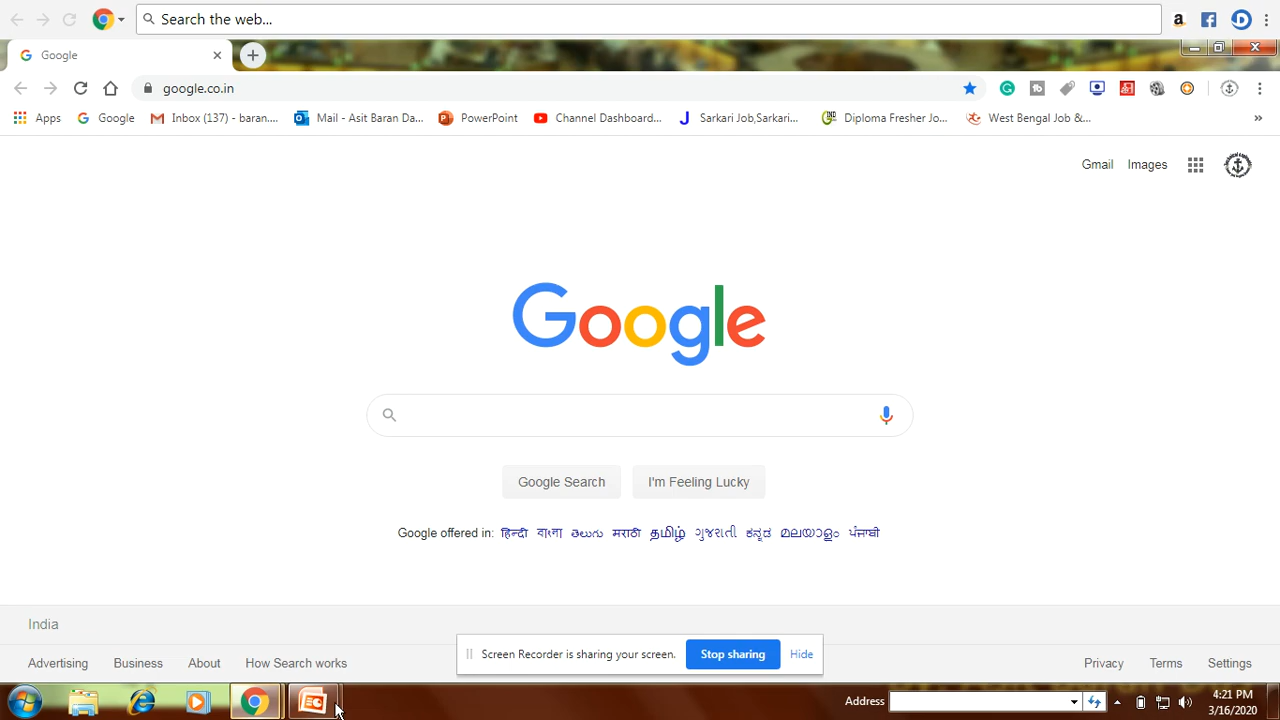 Search the web...
Google
google.co.in
Apps Google Inbox (137) - baran.... Mail - Asit Baran Da... PowerPoint Channel Dashboard... Sarkari Job,Sarkari... Diploma Fresher Jo... West Bengal Job &... »
Gmail Images
Google
Google Search I'm Feeling Lucky
Google offered in: हिन्दी বাংলা తెలుగు मराठी தமிழ் ગુજરાતી ಕನ್ನಡ മലയാളം ਪੰਜਾਬੀ
India
Screen Recorder is sharing your screen. Stop sharing Hide
Advertising Business About How Search works Privacy Terms Settings
Address 4:21 PM
3/16/2020